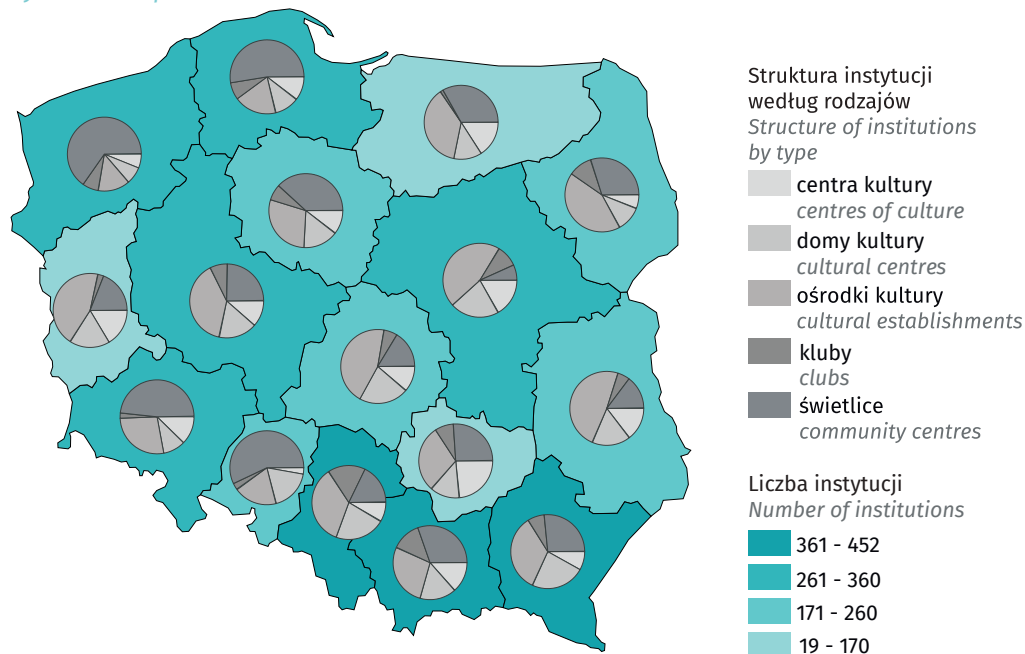 Struktura instytucji
według rodzajów
Structure of institutions
by type
centra kultury
centres of culture
domy kultury
cultural centres
ośrodki kultury
cultural establishments
kluby
clubs
świetlice
community centres
Liczba instytucji
Number of institutions
361 - 452
261 - 360
171 - 260
19 - 170